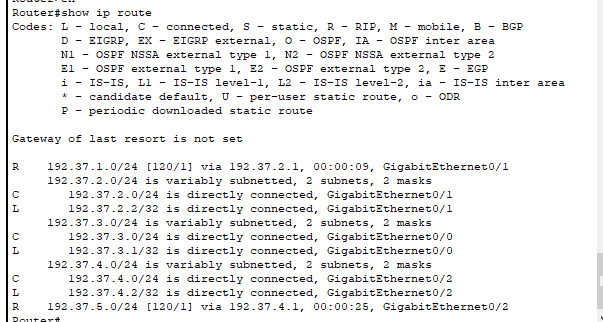 Router#show ip route
Codes: L - local, C - connected, S - static, R - RIP, M - mobile, B - BGP
D - EIGRP, EX - EIGRP external, O - OSPF, IA - OSPF inter area
N1 - OSPF NSSA external type 1, N2 - OSPF NSSA external type 2
E1 - OSPF external type 1, E2 - OSPF external type 2, E - EGP
i - IS-IS, L1 - IS-IS level-1, L2 - IS-IS level-2, ia - IS-IS inter area
* - candidate default, U - per-user static route, o - ODR
P - periodic downloaded static route
Gateway of last resort is not set
R 192.37.1.0/24 [120/1] via 192.37.2.1, 00:00:09, GigabitEthernet0/1
192.37.2.0/24 is variably subnetted, 2 subnets, 2 masks
C 192.37.2.0/24 is directly connected, GigabitEthernet0/1
L 192.37.2.2/32 is directly connected, GigabitEthernet0/1
192.37.3.0/24 is variably subnetted, 2 subnets, 2 masks
C 192.37.3.0/24 is directly connected, GigabitEthernet0/0
L 192.37.3.1/32 is directly connected, GigabitEthernet0/0
192.37.4.0/24 is variably subnetted, 2 subnets, 2 masks
C 192.37.4.0/24 is directly connected, GigabitEthernet0/2
L 192.37.4.2/32 is directly connected, GigabitEthernet0/2
R 192.37.5.0/24 [120/1] via 192.37.4.1, 00:00:25, GigabitEthernet0/2
Router#